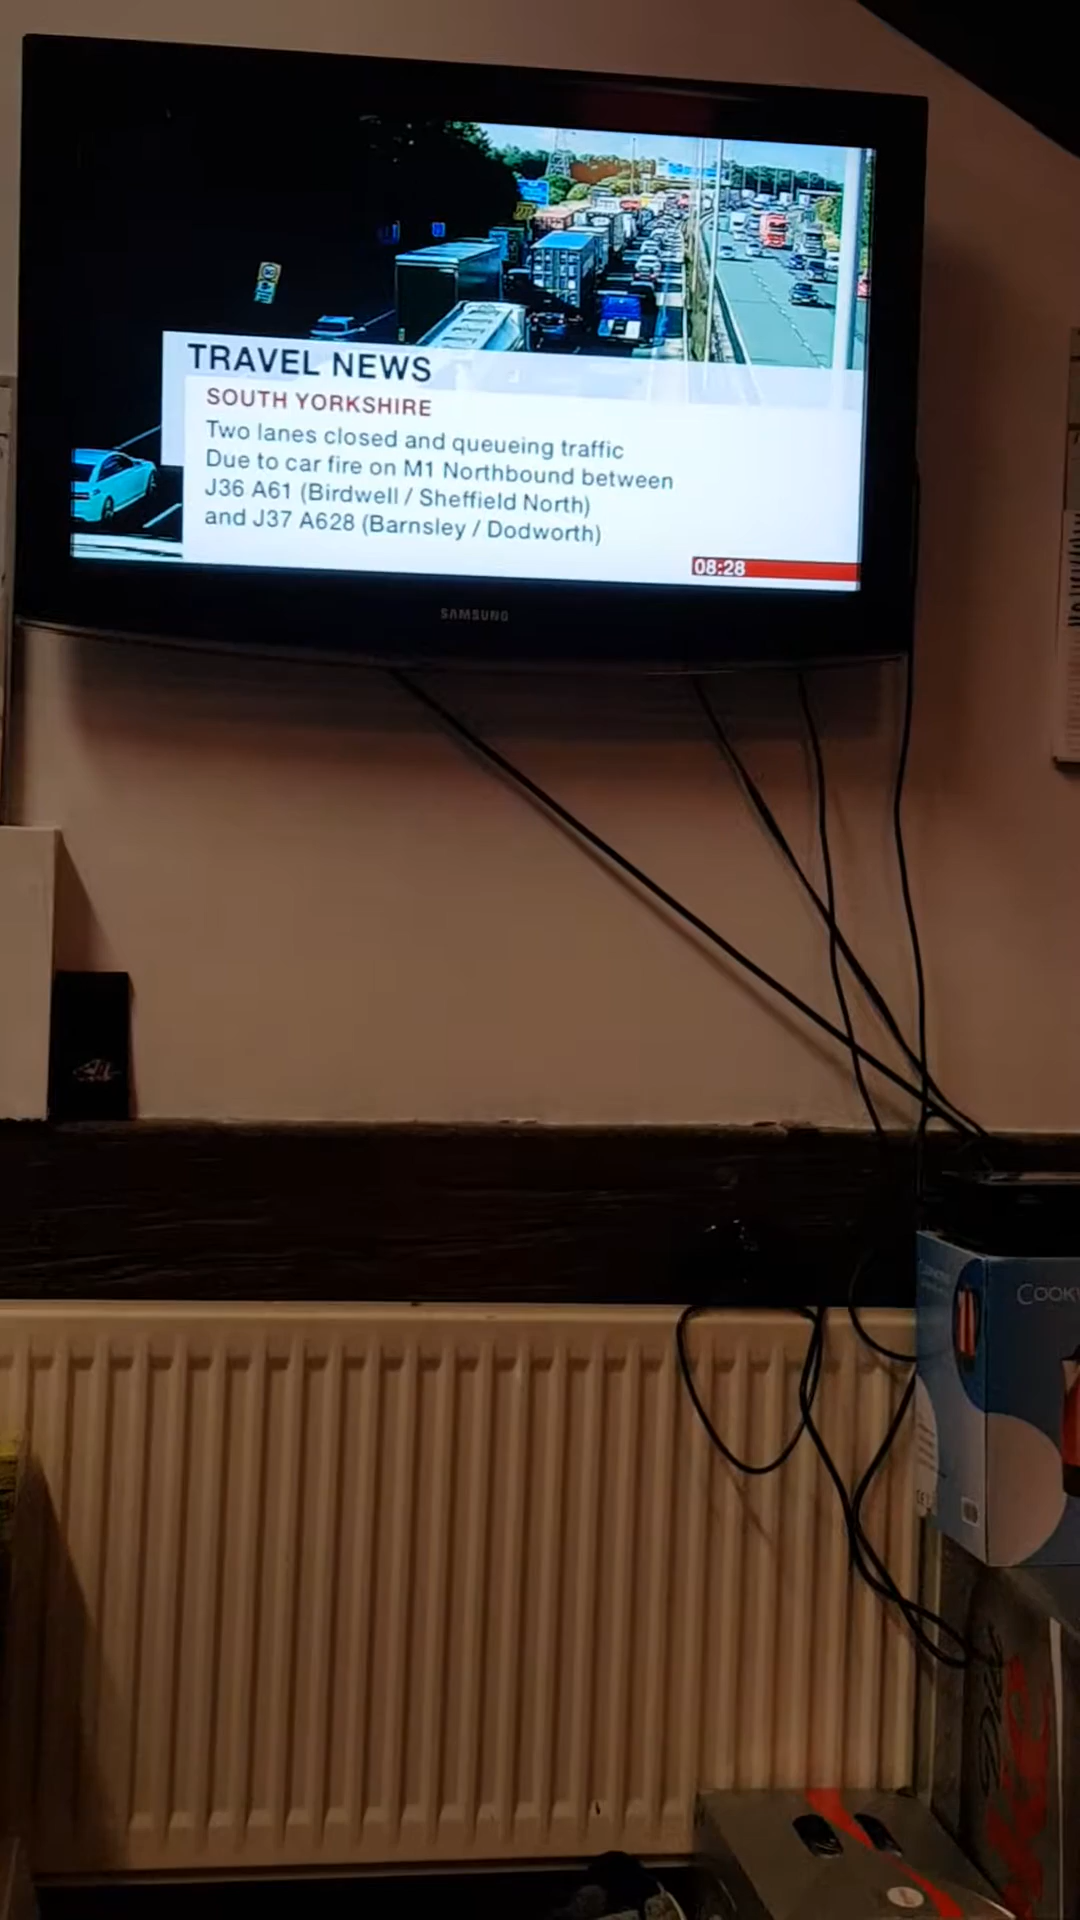 TRAVEL NEWS
SOUTH YORKSHIRE
Two lanes closed and queueing traffic
Due to car fire on M1 Northbound between
J36 A61 (Birdwell / Sheffield North)
and J37 A628 (Barnsley / Dodworth)
08:28
SAMSUNG